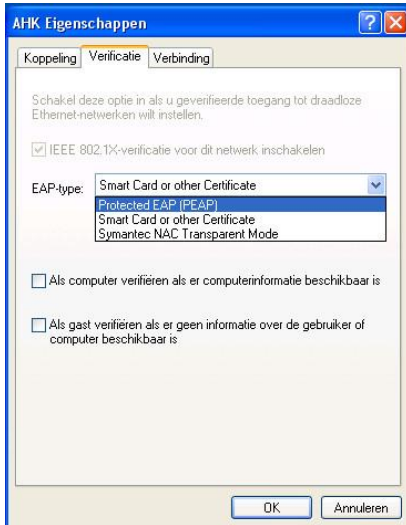 AHK Eigenschappen
Koppeling Verificatie Verbinding
Schakel deze optie in als u geverifieerde toegang tot draadloze
Ethernet-netwerken wilt instellen.
IEEE 802.1X-verificatie voor dit netwerk inschakelen
EAP-type: Smart Card or other Certificate
Protected EAP (PEAP)
Smart Card or other Certificate
Symantec NAC Transparent Mode
Als computer verifiëren als er computerinformatie beschikbaar is
Als gast verifiëren als er geen informatie over de gebruiker of
computer beschikbaar is
OK Annuleren